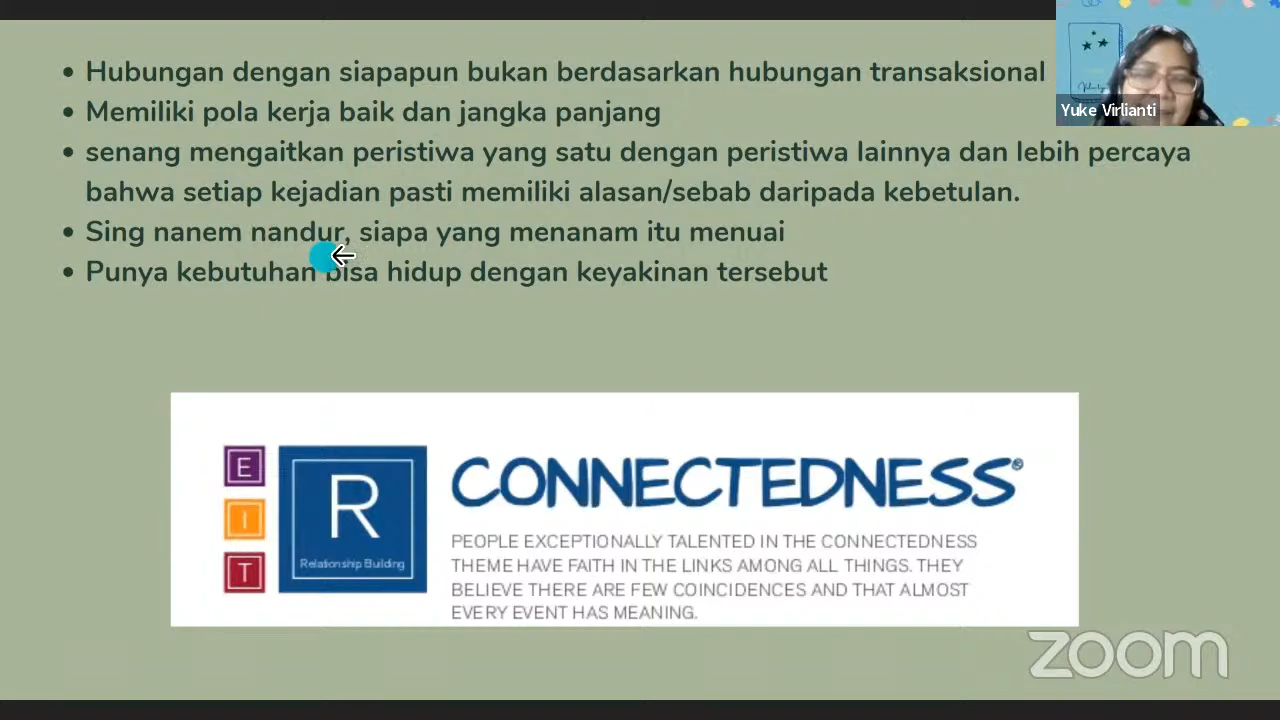 • Hubungan dengan siapapun bukan berdasarkan hubungan transaksional
• Memiliki pola kerja baik dan jangka panjang
• senang mengaitkan peristiwa yang satu dengan peristiwa lainnya dan lebih percaya
bahwa setiap kejadian pasti memiliki alasan/sebab daripada kebetulan.
• Sing nanem nandur, siapa yang menanam itu menuai
• Punya kebutuhan bisa hidup dengan keyakinan tersebut
Yuke Virlianti
E
I
T
R
Relationship Building
CONNECTEDNESS®
PEOPLE EXCEPTIONALLY TALENTED IN THE CONNECTEDNESS
THEME HAVE FAITH IN THE LINKS AMONG ALL THINGS. THEY
BELIEVE THERE ARE FEW COINCIDENCES AND THAT ALMOST
EVERY EVENT HAS MEANING.
zoom